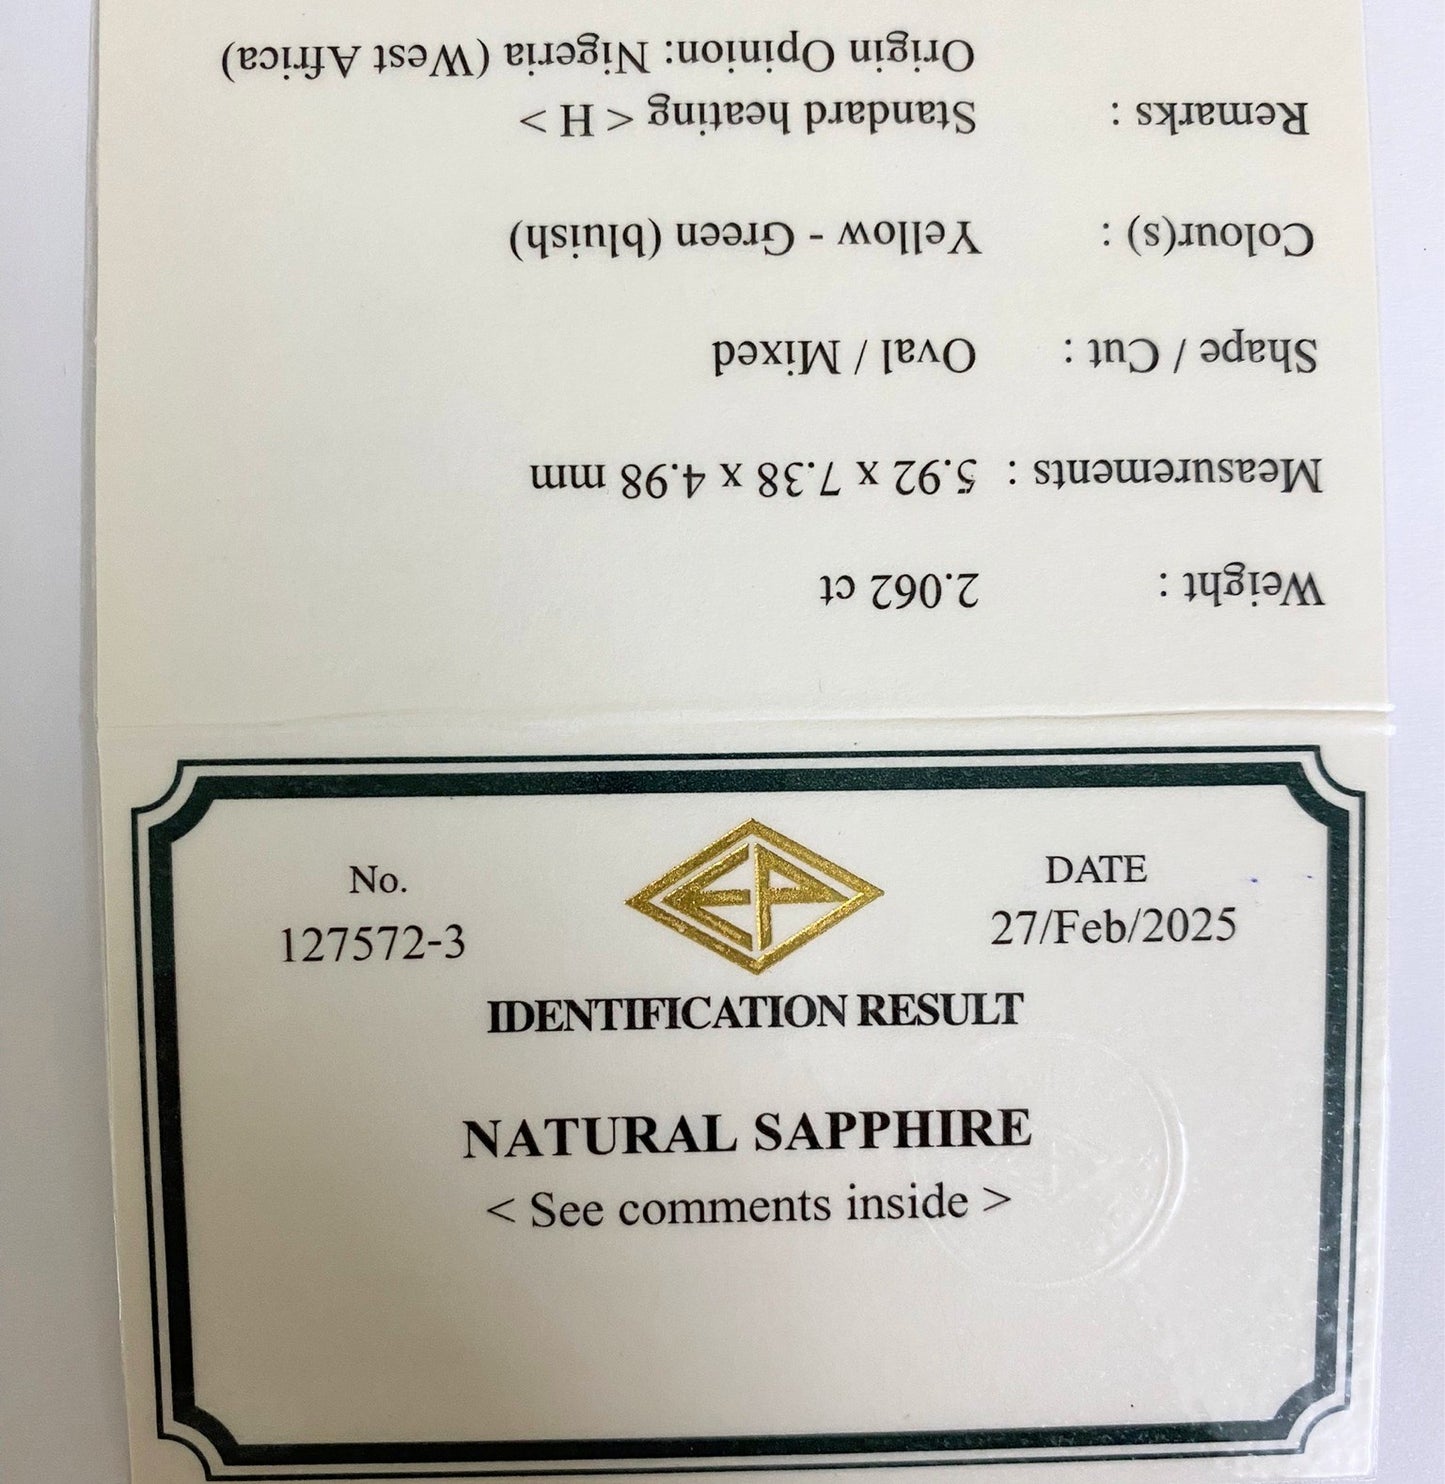 Weight : 2.062 ct
Measurements : 5.92 x 7.38 x 4.98 mm
Shape / Cut : Oval / Mixed
Colour(s) : Yellow - Green (bluish)
Remarks : Standard heating < H >
Origin Opinion: Nigeria (West Africa)
No.
127572-3
EP
DATE
27/Feb/2025
IDENTIFICATION RESULT
NATURAL SAPPHIRE
< See comments inside >